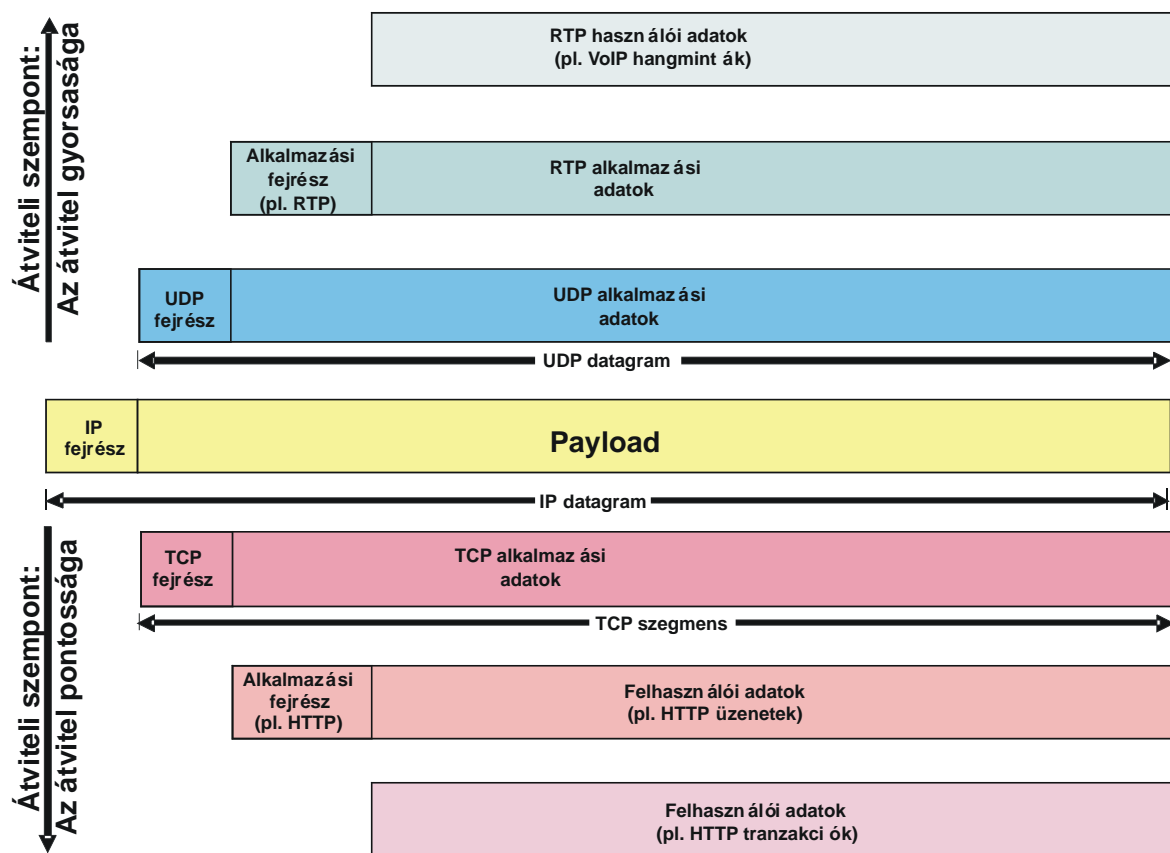 Átviteli szempont:
Az átvitel gyorsasága
RTP haszn álói adatok
(pl. VoIP hangmint ák)
Alkalmazási
fejrész
(pl. RTP)
RTP alkalmaz ási
adatok
UDP
fejrész
UDP alkalmaz ási
adatok
UDP datagram
IP
fejrész
Payload
IP datagram
Átviteli szempont:
Az átvitel pontossága
TCP
fejrész
TCP alkalmaz ási
adatok
TCP szegmens
Alkalmazási
fejrész
(pl. HTTP)
Felhaszn álói adatok
(pl. HTTP üzenetek)
Felhaszn álói adatok
(pl. HTTP tranzakci ók)